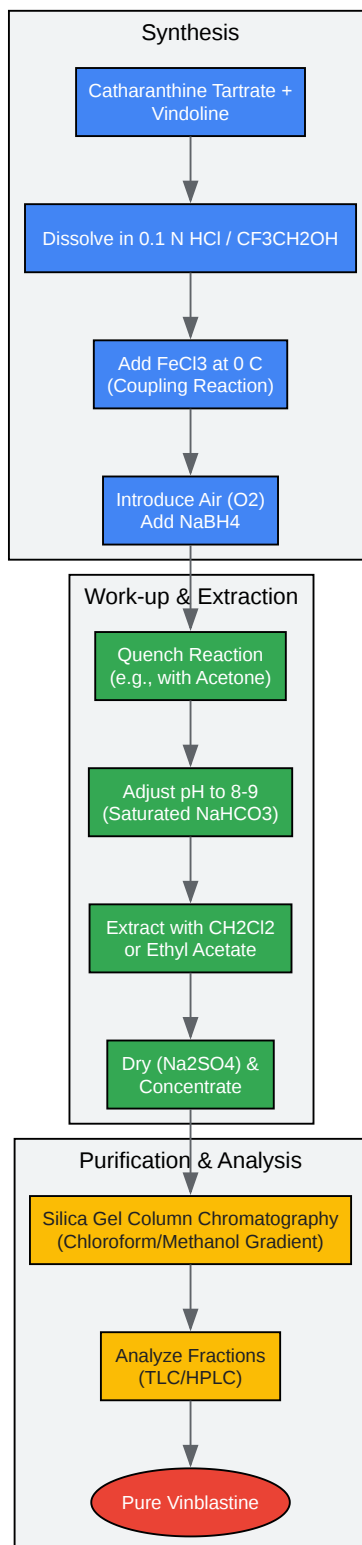 Synthesis
Catharanthine Tartrate +
Vindoline
Dissolve in 0.1 N HCl / CF3CH2OH
Add FeCl3 at 0 C
(Coupling Reaction)
Introduce Air (O2)
Add NaBH4
Work-up & Extraction
Quench Reaction
(e.g., with Acetone)
Adjust pH to 8-9
(Saturated NaHCO3)
Extract with CH2Cl2
or Ethyl Acetate
Dry (Na2SO4) &
Concentrate
Purification & Analysis
Silica Gel Column Chromatography
(Chloroform/Methanol Gradient)
Analyze Fractions
(TLC/HPLC)
Pure Vinblastine